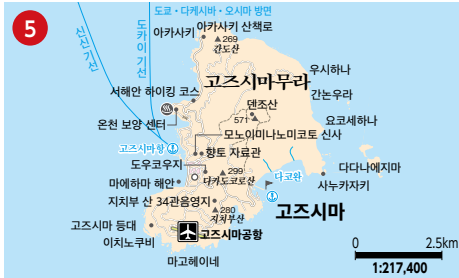 5
도쿄・다케시바・오시마 방면
신신기선
도카이 기선
아카사키
아카사키 산책로
269
간도산
고즈시마무라
우시하나
간논우라
서해안 하이킹 코스
덴조산
571
요코세하나
온천 보양 센터
모노이미나노미코토 신사
고즈시마항
향토 자료관
도우코우지
다다나에지마
299
다카도코로산
다코완
마에하마 해안
사누카자키
지치부 산 34관음영지
고즈시마
280
지치부산
고즈시마 등대
고즈시마공항
이치노쿠비
마고헤이네
0 2.5km
1:217,400